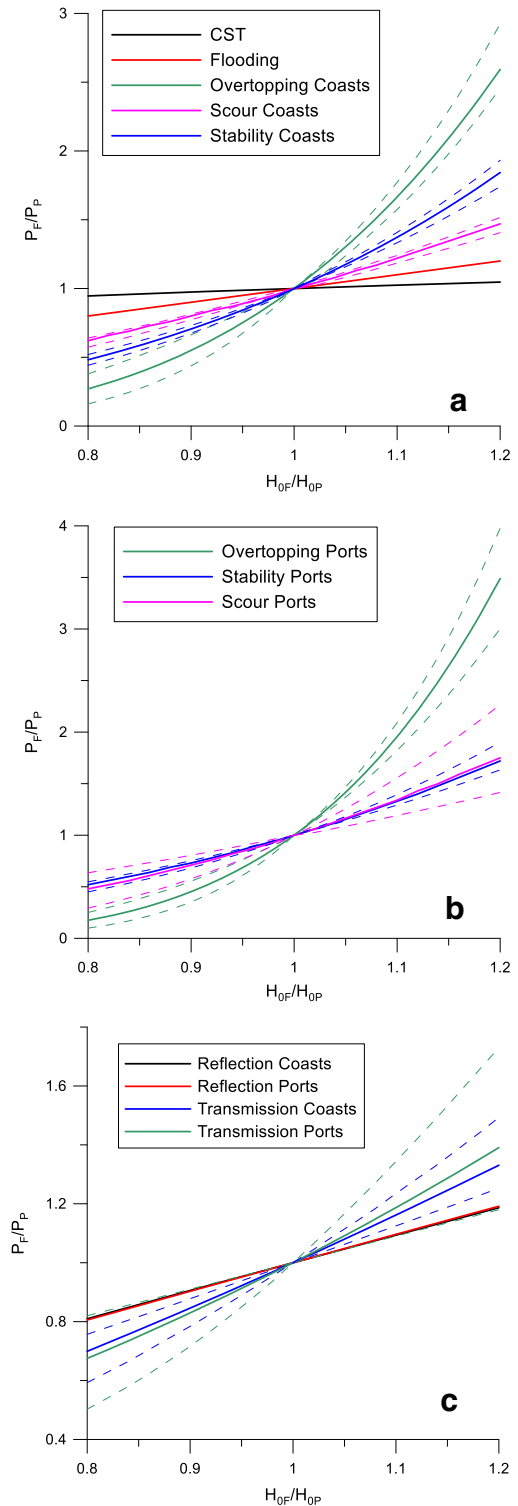 3
CST
Flooding
Overtopping Coasts
Scour Coasts
Stability Coasts
2
P_F/P_P
1
a
0
0.8 0.9 1 1.1 1.2
H_0F/H_0P
4
Overtopping Ports
Stability Ports
Scour Ports
3
P_F/P_P
2
1
b
0
0.8 0.9 1 1.1 1.2
H_0F/H_0P
Reflection Coasts
1.6
Reflection Ports
Transmission Coasts
Transmission Ports
P_F/P_P
1.2
0.8
c
0.4
0.8 0.9 1 1.1 1.2
H_0F/H_0P